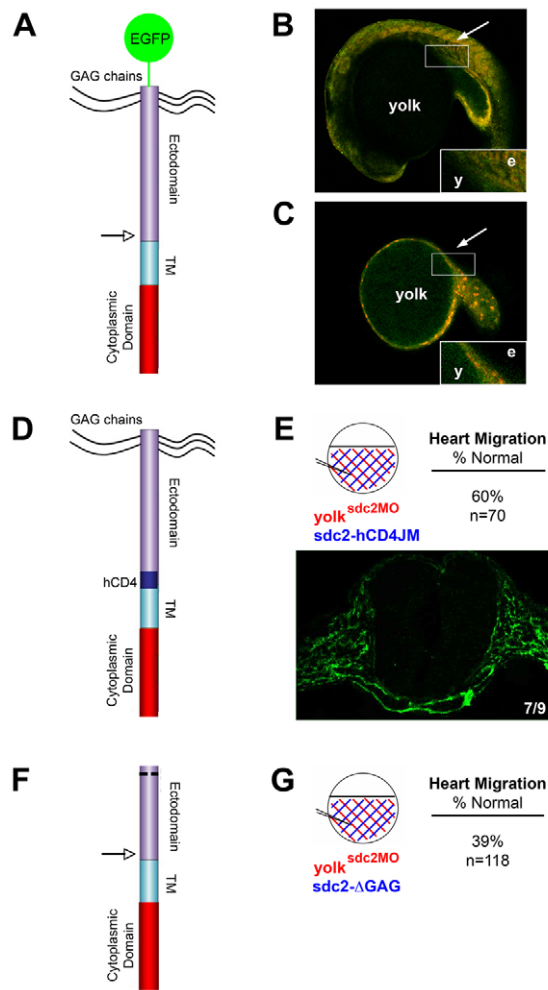 A
EGFP
GAG chains
Ectodomain
TM
Cytoplasmic
Domain
B
yolk
e
y
C
yolk
e
y
D
GAG chains
Ectodomain
hCD4
TM
Cytoplasmic
Domain
E
yolk sdc2MO
sdc2-hCD4JM
Heart Migration
% Normal
60%
n=70
7/9
F
Ectodomain
TM
Cytoplasmic
Domain
G
yolk sdc2MO
sdc2-ΔGAG
Heart Migration
% Normal
39%
n=118